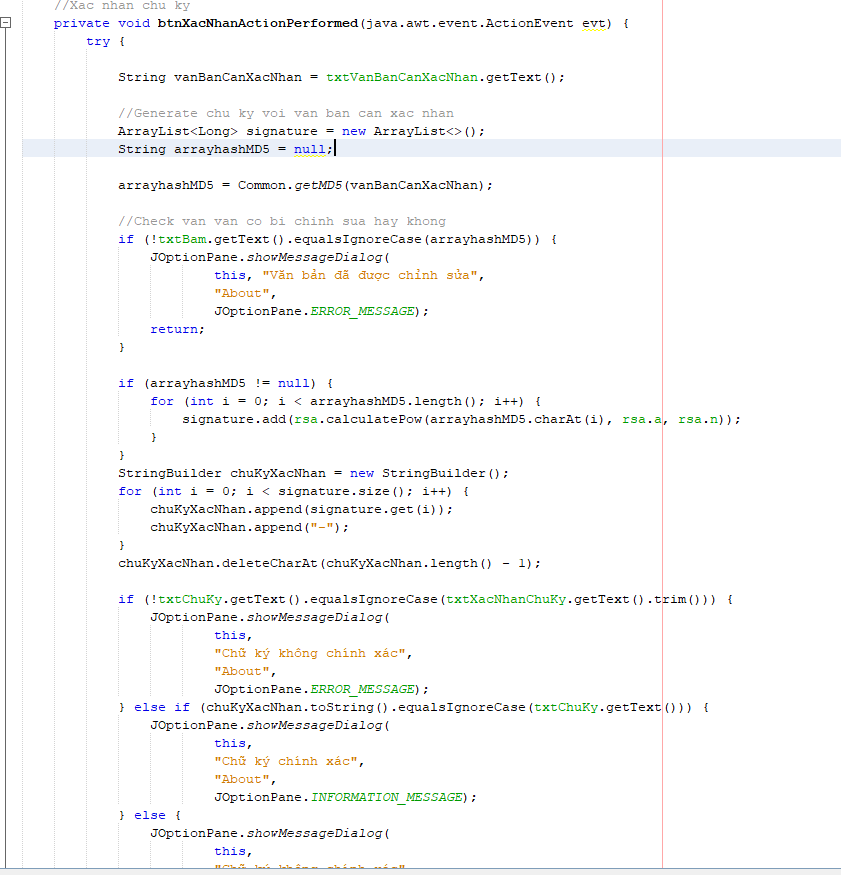 //Xac nhan chu ky
private void btnXacNhanActionPerformed(java.awt.event.ActionEvent evt) {
try {
String vanBanCanXacNhan = txtVanBanCanXacNhan.getText();
//Generate chu ky voi van ban can xac nhan
ArrayList<Long> signature = new ArrayList<>();
String arrayhashMD5 = null;
arrayhashMD5 = Common.getMD5(vanBanCanXacNhan);
//Check van van co bi chinh sua hay khong
if (!txtBam.getText().equalsIgnoreCase(arrayhashMD5)) {
JOptionPane.showMessageDialog(
this, "Văn bản đã được chỉnh sửa",
"About",
JOptionPane.ERROR_MESSAGE);
return;
}
if (arrayhashMD5 != null) {
for (int i = 0; i < arrayhashMD5.length(); i++) {
signature.add(rsa.calculatePow(arrayhashMD5.charAt(i), rsa.a, rsa.n));
}
}
StringBuilder chuKyXacNhan = new StringBuilder();
for (int i = 0; i < signature.size(); i++) {
chuKyXacNhan.append(signature.get(i));
chuKyXacNhan.append("-");
}
chuKyXacNhan.deleteCharAt(chuKyXacNhan.length() - 1);
if (!txtChuKy.getText().equalsIgnoreCase(txtXacNhanChuKy.getText().trim())) {
JOptionPane.showMessageDialog(
this,
"Chữ ký không chính xác",
"About",
JOptionPane.ERROR_MESSAGE);
} else if (chuKyXacNhan.toString().equalsIgnoreCase(txtChuKy.getText())) {
JOptionPane.showMessageDialog(
this,
"Chữ ký chính xác",
"About",
JOptionPane.INFORMATION_MESSAGE);
} else {
JOptionPane.showMessageDialog(
this,